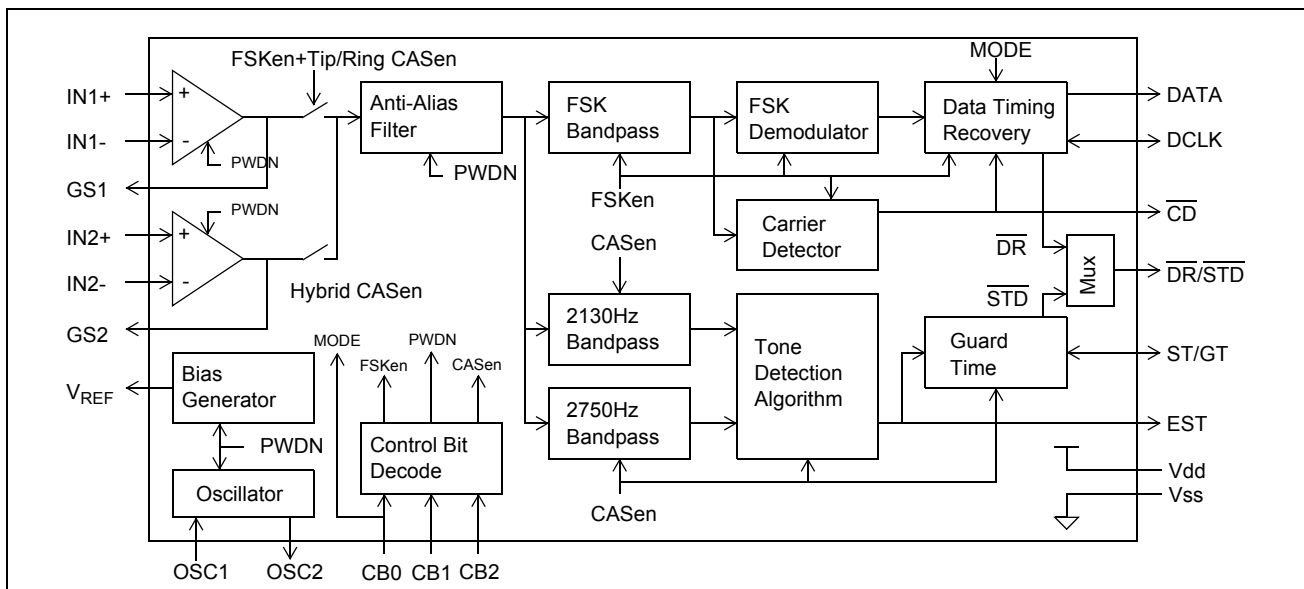 FSKen+Tip/Ring CASen
MODE
IN1+
+
Anti-Alias
Filter
FSK
Bandpass
FSK
Demodulator
Data Timing
Recovery
DATA
IN1-
-
PWDN
DCLK
PWDN
GS1
FSKen
Carrier
Detector
CD
PWDN
IN2+
+
CASen
DR
Mux
DR/STD
IN2-
-
Hybrid CASen
STD
GS2
2130Hz
Bandpass
Tone
Detection
Algorithm
Guard
Time
ST/GT
MODE
PWDN
FSKen
CASen
VREF
Bias
Generator
2750Hz
Bandpass
EST
PWDN
Control Bit
Decode
Vdd
Oscillator
Vss
CASen
OSC1
OSC2
CB0
CB1
CB2